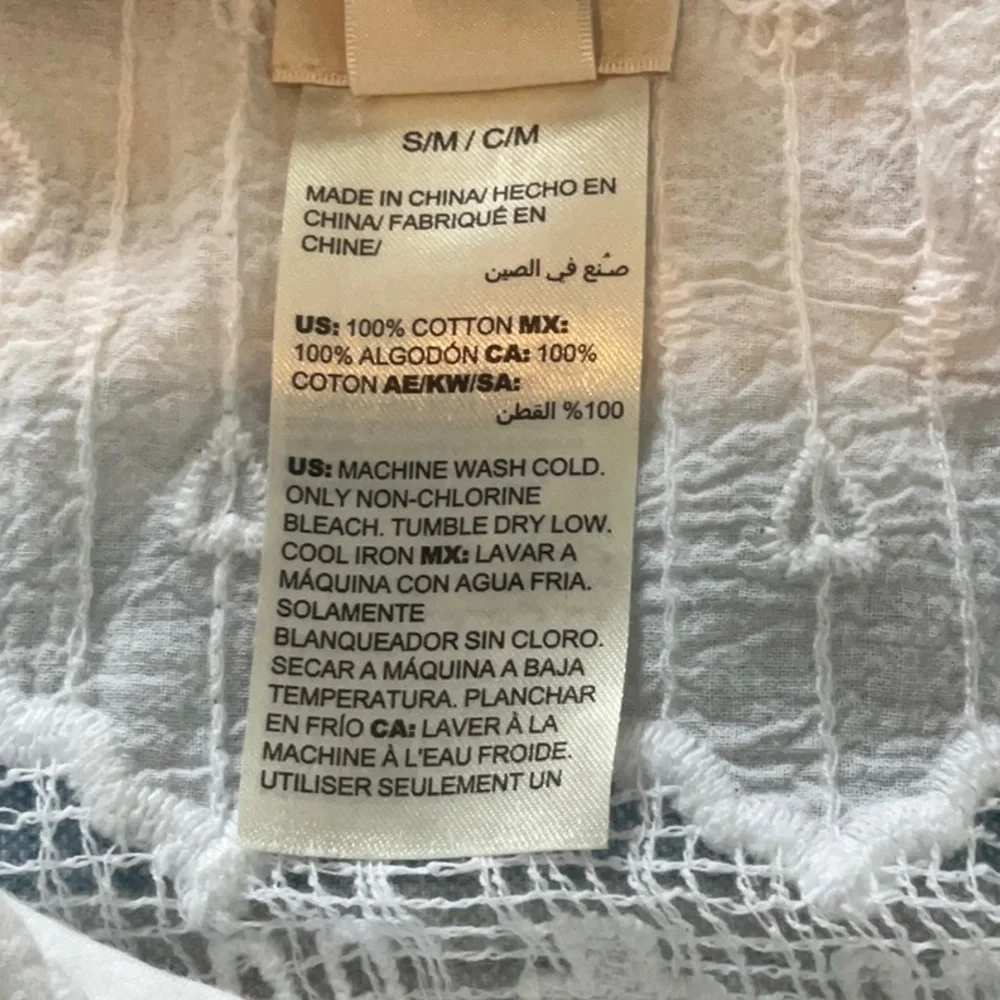 S/M / C/M
MADE IN CHINA/ HECHO EN
CHINA/ FABRIQUÉ EN
CHINE/
صُنع في الصين
US: 100% COTTON MX:
100% ALGODÓN CA: 100%
COTON AE/KW/SA:
100% القطن
US: MACHINE WASH COLD.
ONLY NON-CHLORINE
BLEACH. TUMBLE DRY LOW.
COOL IRON MX: LAVAR A
MÁQUINA CON AGUA FRIA.
SOLAMENTE
BLANQUEADOR SIN CLORO.
SECAR A MÁQUINA A BAJA
TEMPERATURA. PLANCHAR
EN FRÍO CA: LAVER À LA
MACHINE À L'EAU FROIDE.
UTILISER SEULEMENT UN